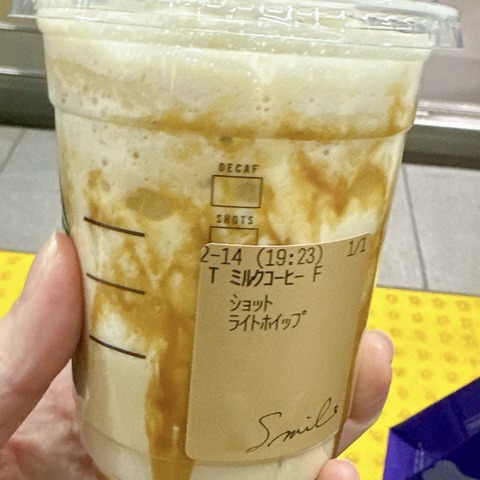 DECAF
SHOTS
2-14 (19:23) 1/1
T ミルクコーヒー F
ショット
ライトホイップ
Smile